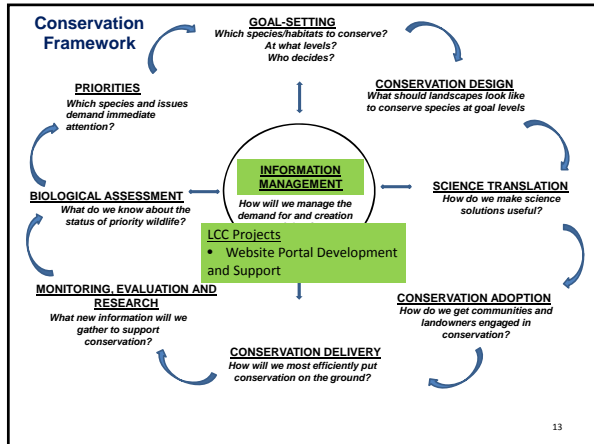 Conservation
Framework
GOAL-SETTING
Which species/habitats to conserve?
At what levels?
Who decides?
PRIORITIES
Which species and issues
demand immediate
attention?
CONSERVATION DESIGN
What should landscapes look like
to conserve species at goal levels
INFORMATION
MANAGEMENT
How will we manage the
demand for and creation
BIOLOGICAL ASSESSMENT
What do we know about the
status of priority wildlife?
SCIENCE TRANSLATION
How do we make science
solutions useful?
LCC Projects
• Website Portal Development
and Support
MONITORING, EVALUATION AND
RESEARCH
What new information will we
gather to support
conservation?
CONSERVATION ADOPTION
How do we get communities and
landowners engaged in
conservation?
CONSERVATION DELIVERY
How will we most efficiently put
conservation on the ground?
13